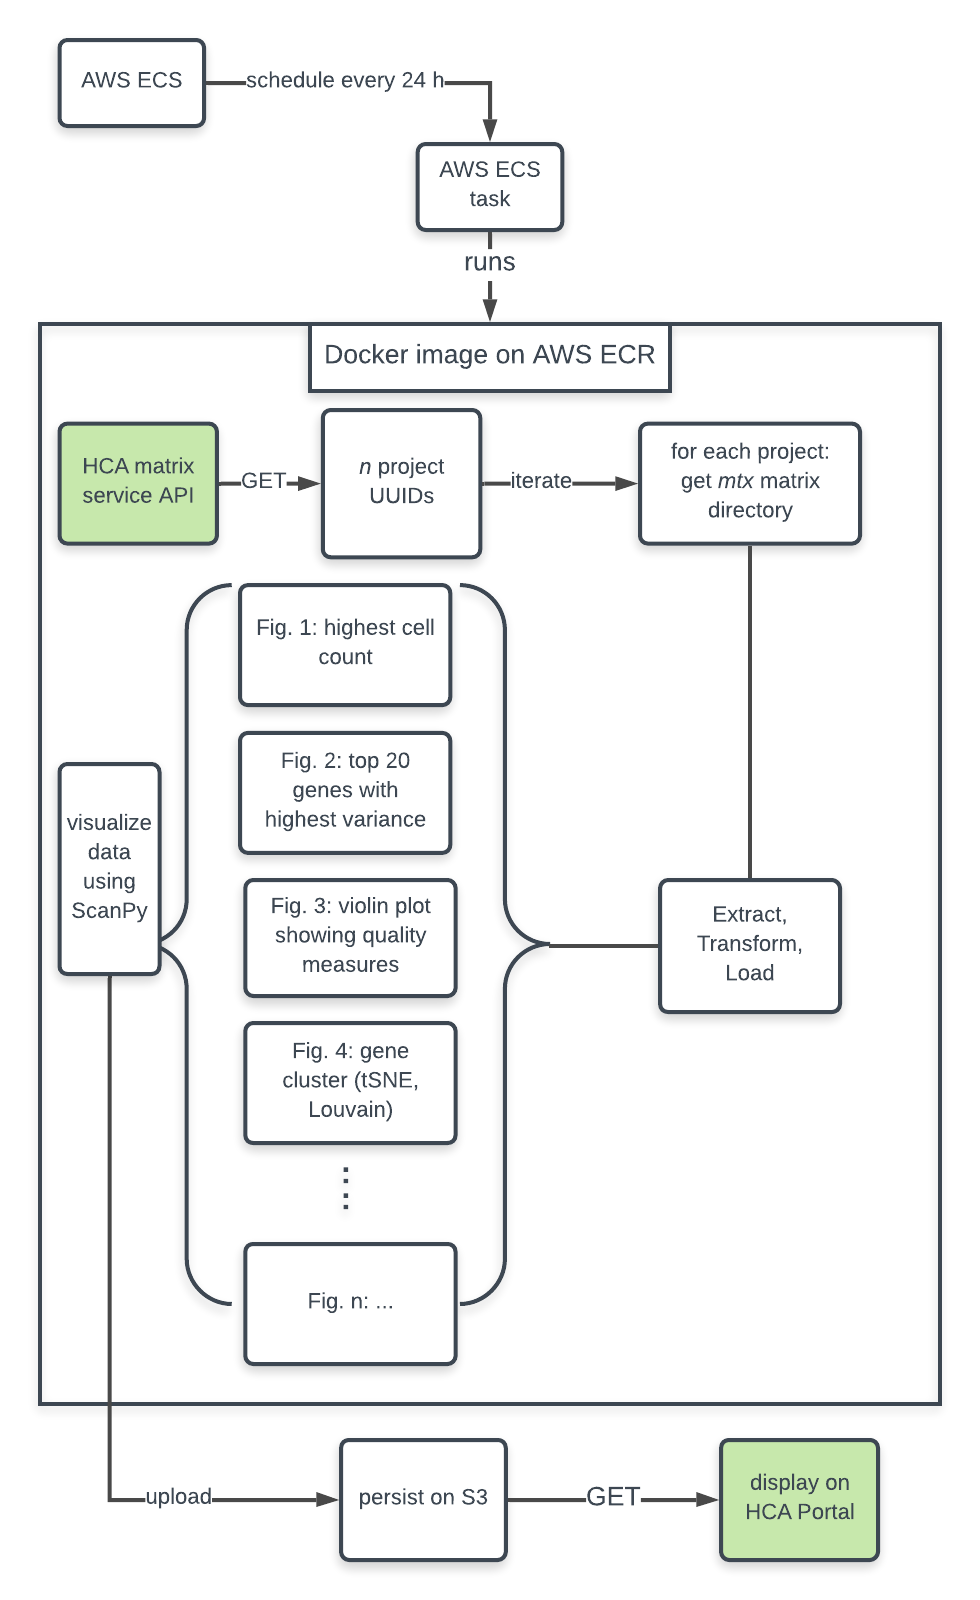 AWS ECS
schedule every 24 h
AWS ECS
task
runs
Docker image on AWS ECR
HCA matrix
service API
GET
n project
UUIDs
iterate
for each project:
get mtx matrix
directory
Fig. 1: highest cell
count
Fig. 2: top 20
genes with
highest variance
visualize
data
using
ScanPy
Fig. 3: violin plot
showing quality
measures
Extract,
Transform,
Load
Fig. 4: gene
cluster (tSNE,
Louvain)
Fig. n: ...
upload
persist on S3
GET
display on
HCA Portal